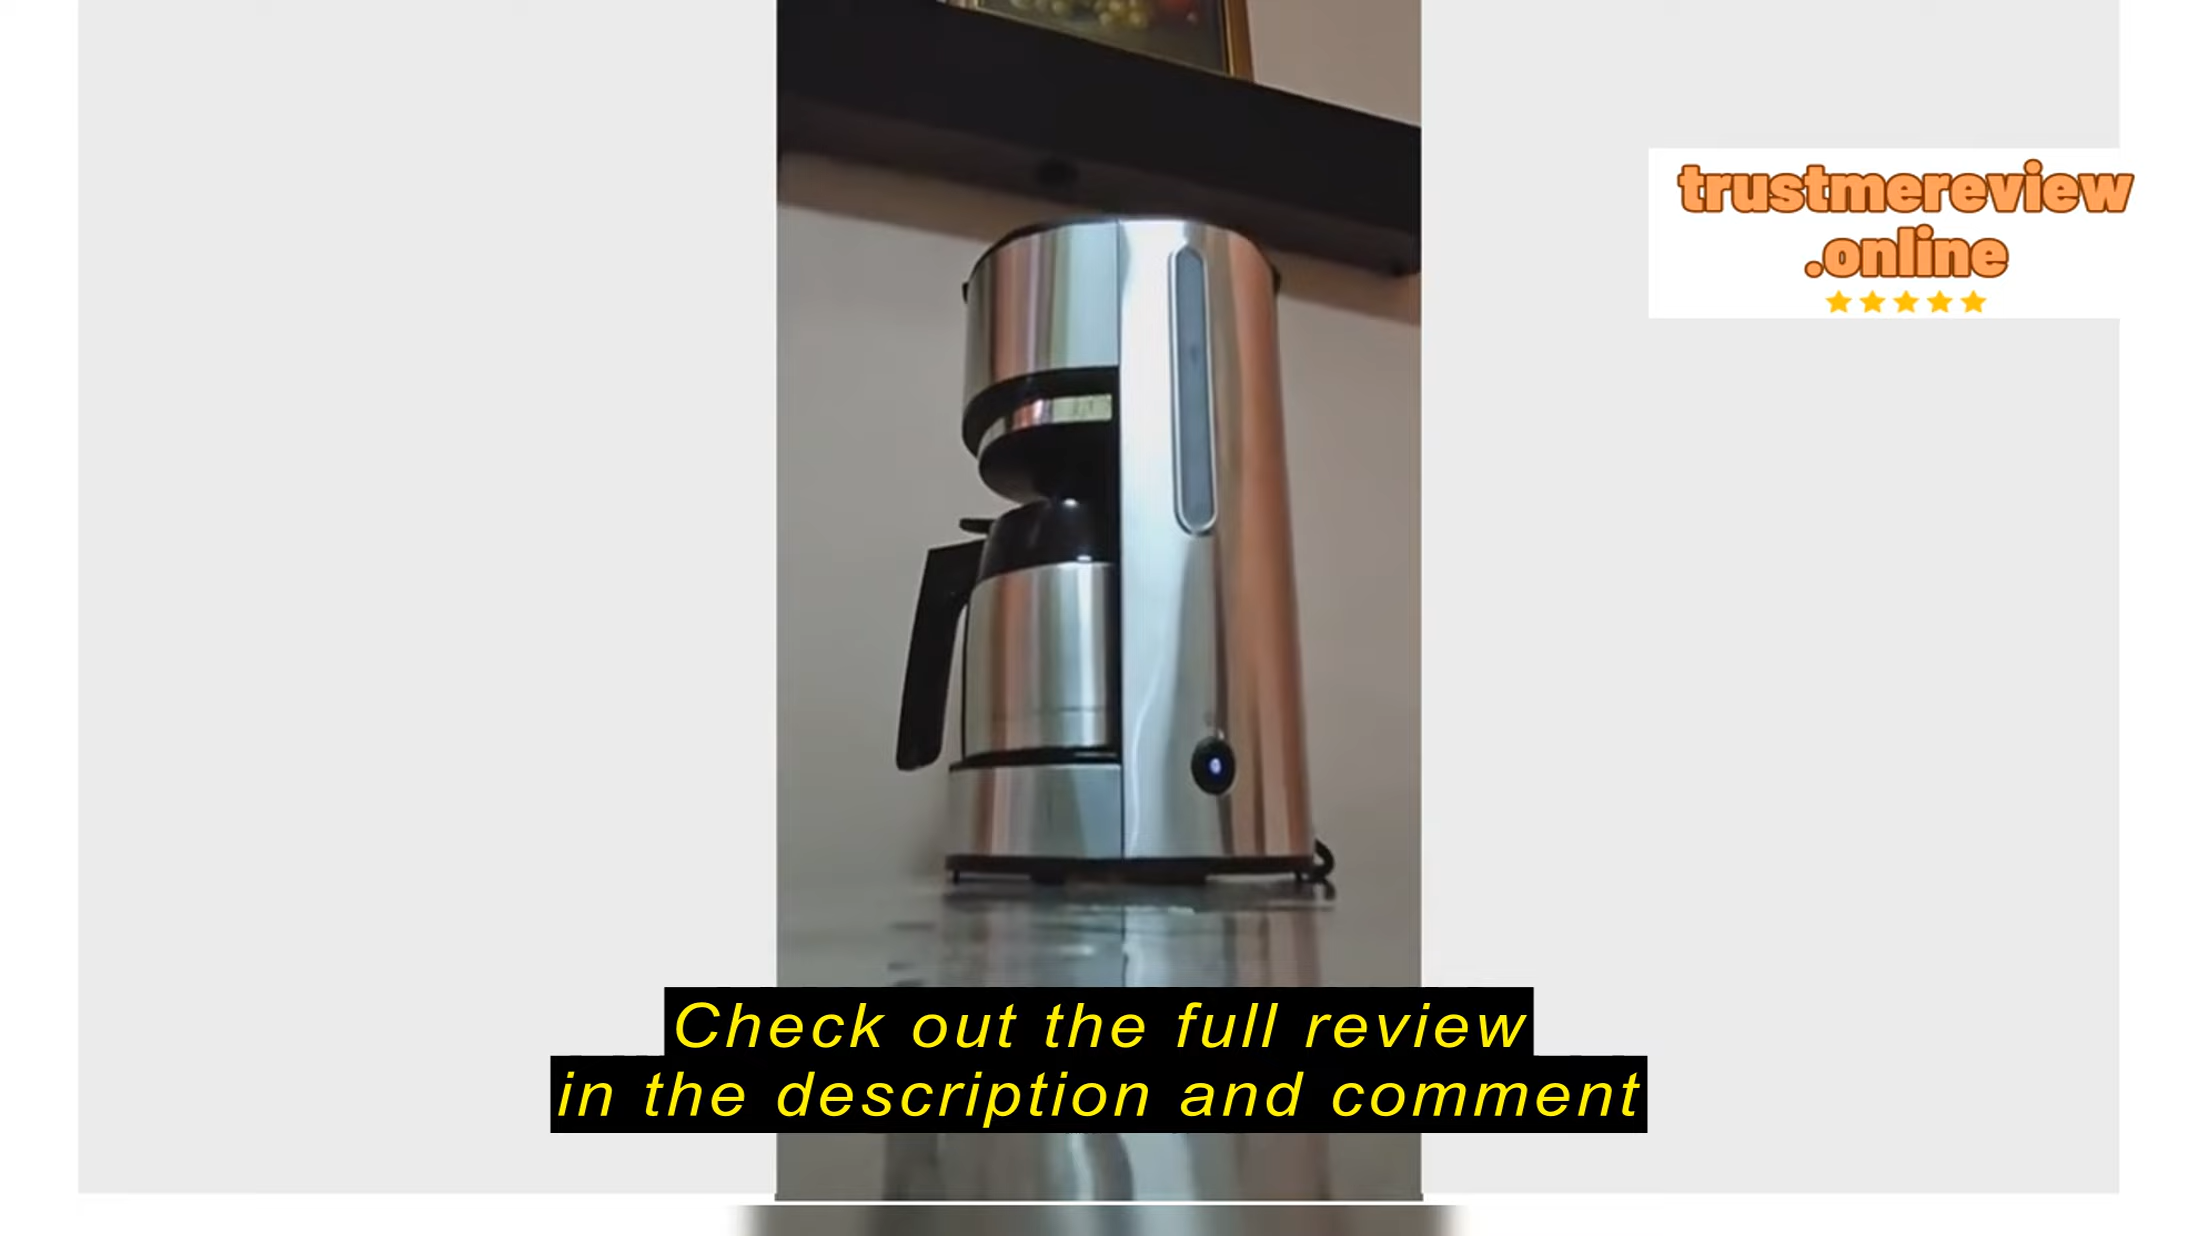 trustmereview
.online
Check out the full review
in the description and comment